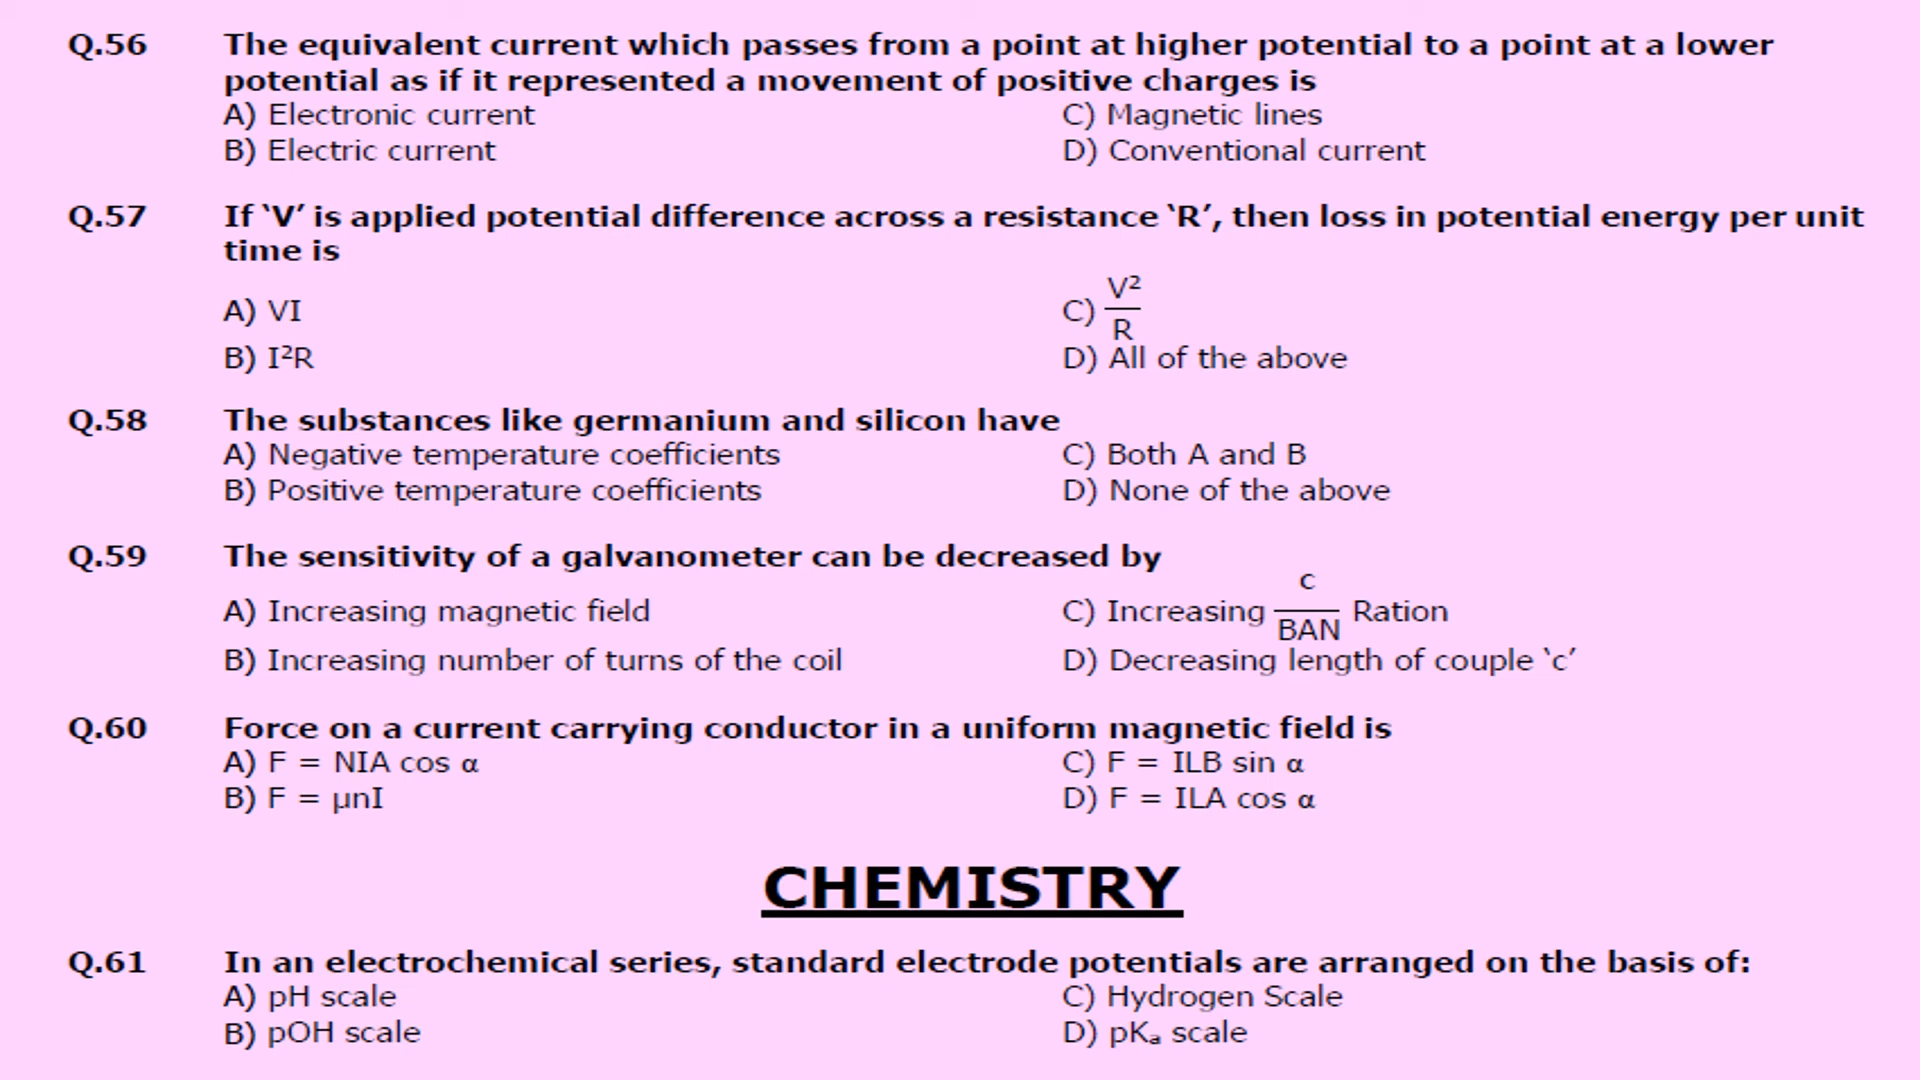 Q.56 The equivalent current which passes from a point at higher potential to a point at a lower
potential as if it represented a movement of positive charges is
A) Electronic current C) Magnetic lines
B) Electric current D) Conventional current
Q.57 If ‘V’ is applied potential difference across a resistance ‘R’, then loss in potential energy per unit
time is
A) VI C) V²/R
B) I²R D) All of the above
Q.58 The substances like germanium and silicon have
A) Negative temperature coefficients C) Both A and B
B) Positive temperature coefficients D) None of the above
Q.59 The sensitivity of a galvanometer can be decreased by
A) Increasing magnetic field C) Increasing c/BAN Ration
B) Increasing number of turns of the coil D) Decreasing length of couple ‘c’
Q.60 Force on a current carrying conductor in a uniform magnetic field is
A) F = NIA cos α C) F = ILB sin α
B) F = µnI D) F = ILA cos α
CHEMISTRY
Q.61 In an electrochemical series, standard electrode potentials are arranged on the basis of:
A) pH scale C) Hydrogen Scale
B) pOH scale D) pKₐ scale